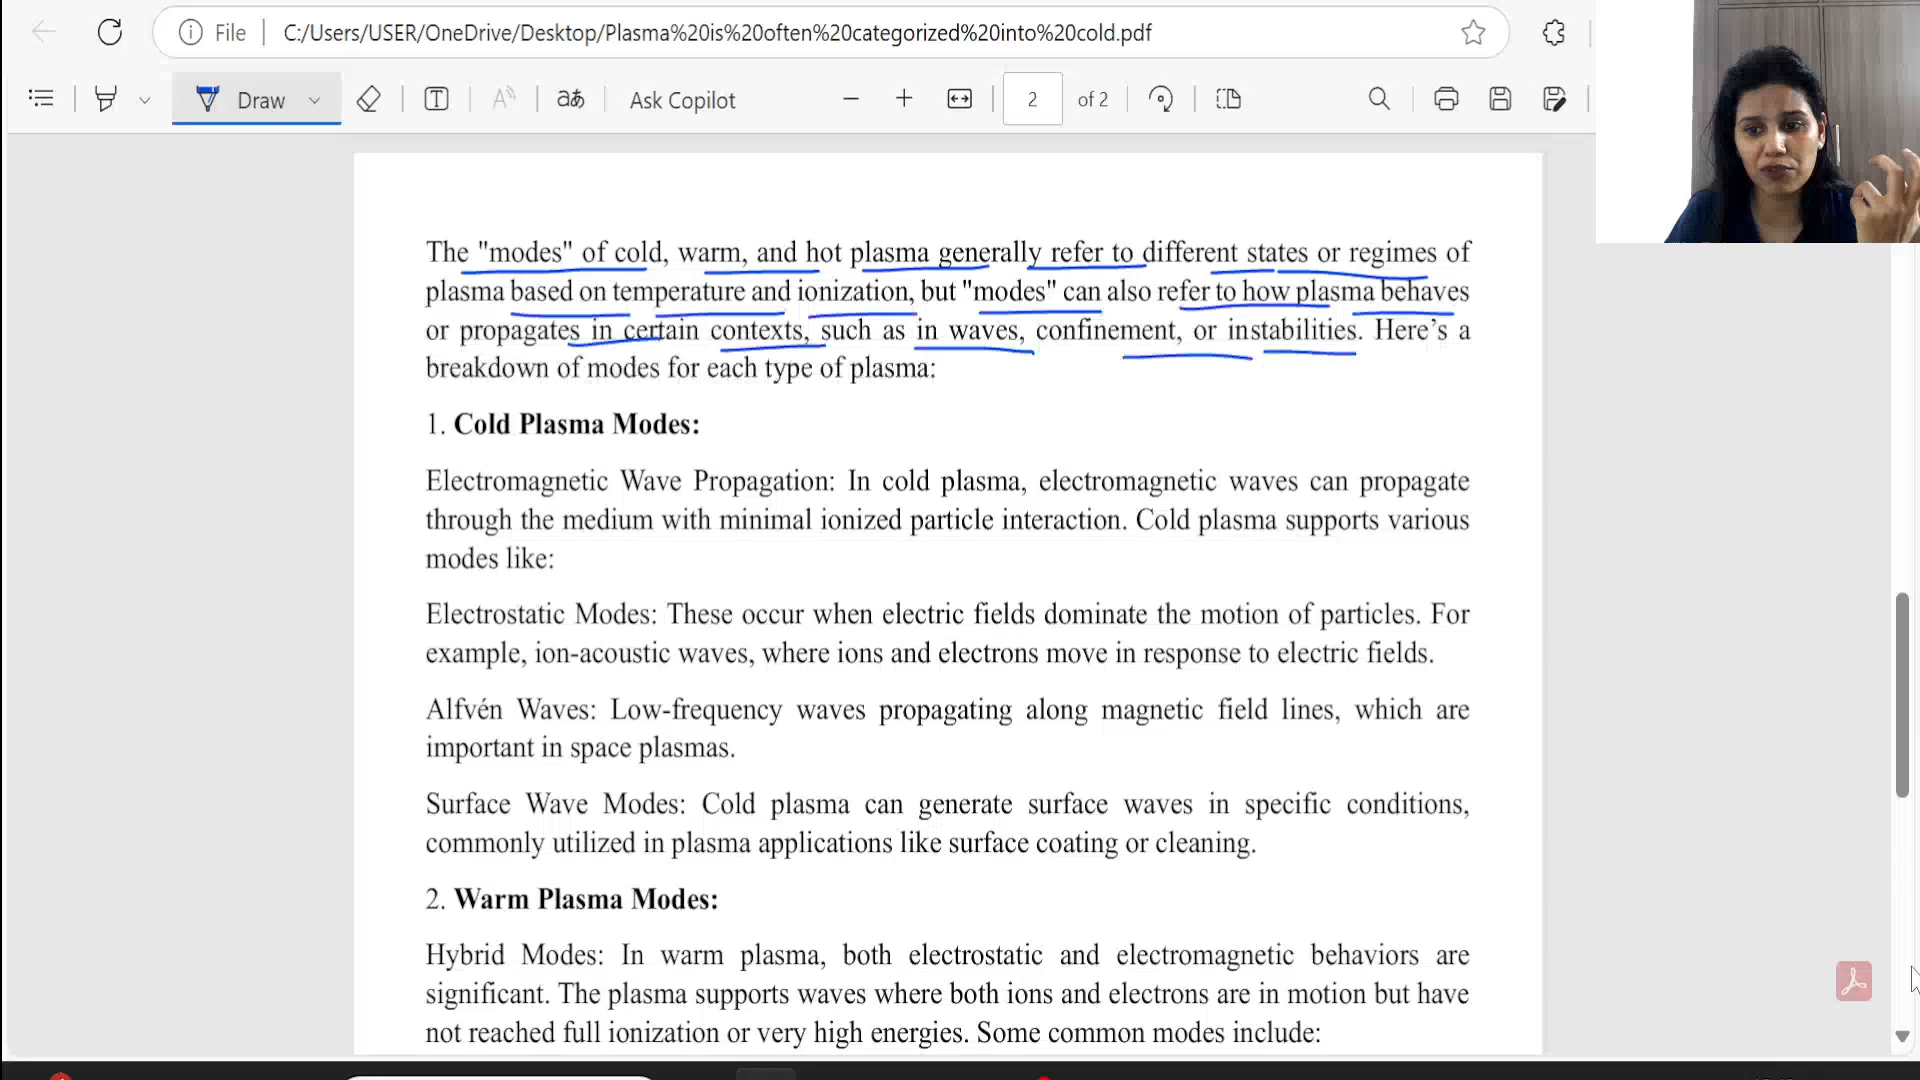 File
C:/Users/USER/OneDrive/Desktop/Plasma%20is%20often%20categorized%20into%20cold.pdf
Draw
Ask Copilot
2
of 2
The "modes" of cold, warm, and hot plasma generally refer to different states or regimes of
plasma based on temperature and ionization, but "modes" can also refer to how plasma behaves
or propagates in certain contexts, such as in waves, confinement, or instabilities. Here's a
breakdown of modes for each type of plasma:
1. Cold Plasma Modes:
Electromagnetic Wave Propagation: In cold plasma, electromagnetic waves can propagate
through the medium with minimal ionized particle interaction. Cold plasma supports various
modes like:
Electrostatic Modes: These occur when electric fields dominate the motion of particles. For
example, ion-acoustic waves, where ions and electrons move in response to electric fields.
Alfvén Waves: Low-frequency waves propagating along magnetic field lines, which are
important in space plasmas.
Surface Wave Modes: Cold plasma can generate surface waves in specific conditions,
commonly utilized in plasma applications like surface coating or cleaning.
2. Warm Plasma Modes:
Hybrid Modes: In warm plasma, both electrostatic and electromagnetic behaviors are
significant. The plasma supports waves where both ions and electrons are in motion but have
not reached full ionization or very high energies. Some common modes include: